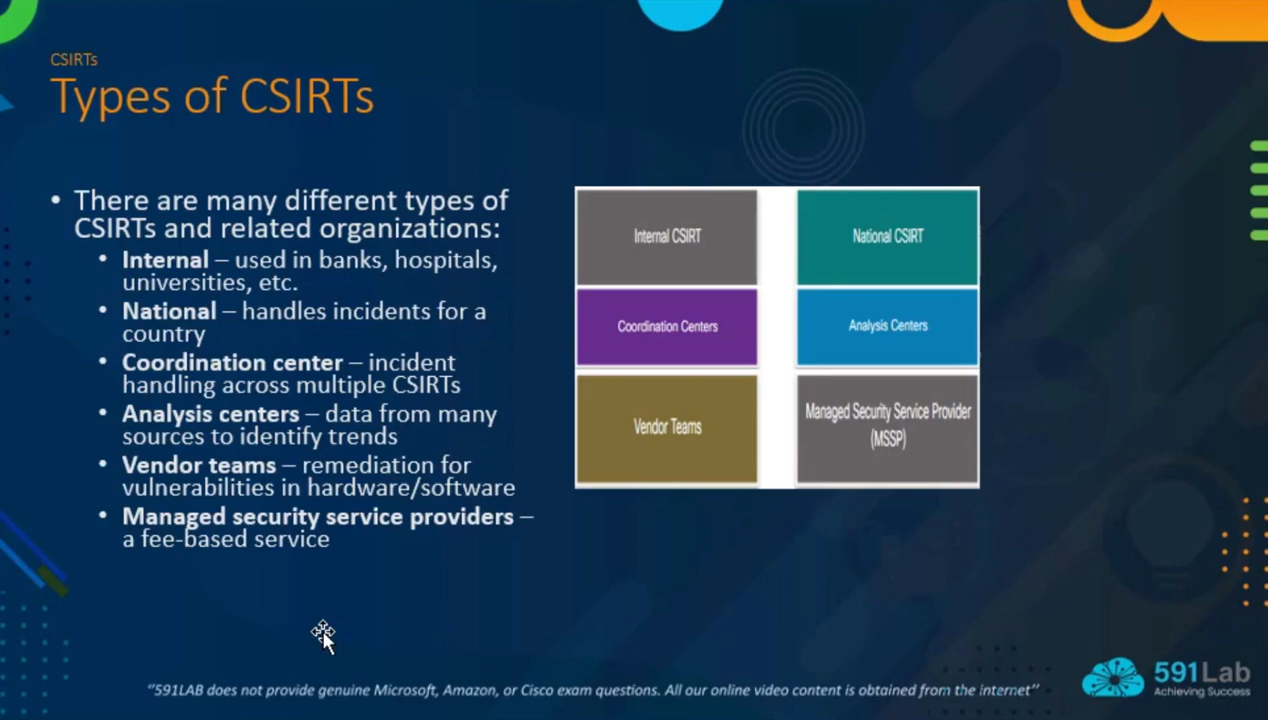 CSIRTs
Types of CSIRTs
• There are many different types of
CSIRTs and related organizations:
• Internal – used in banks, hospitals,
universities, etc.
• National – handles incidents for a
country
• Coordination center – incident
handling across multiple CSIRTs
• Analysis centers – data from many
sources to identify trends
• Vendor teams – remediation for
vulnerabilities in hardware/software
• Managed security service providers –
a fee-based service
Internal CSIRT
National CSIRT
Coordination Centers
Analysis Centers
Vendor Teams
Managed Security Service Provider
(MSSP)
"591LAB does not provide genuine Microsoft, Amazon, or Cisco exam questions. All our online video content is obtained from the internet"
591Lab
Achieving Success